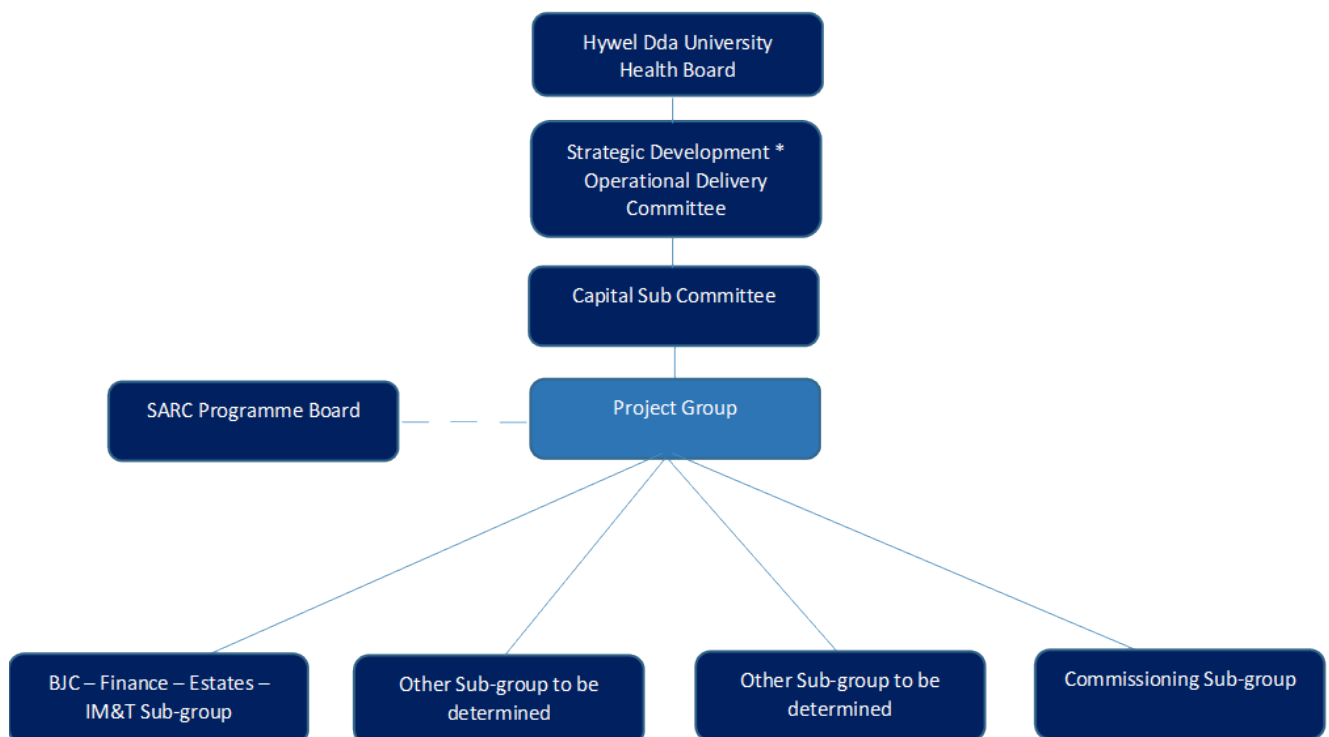 Hywel Dda University
Health Board
Strategic Development *
Operational Delivery
Committee
Capital Sub Committee
SARC Programme Board
Project Group
BJC – Finance – Estates –
IM&T Sub-group
Other Sub-group to be
determined
Other Sub-group to be
determined
Commissioning Sub-group